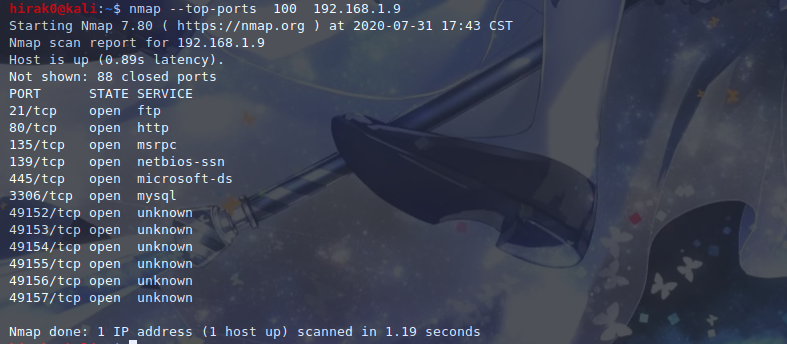 hirak0@kali:~$ nmap --top-ports  100  192.168.1.9
Starting Nmap 7.80 ( https://nmap.org ) at 2020-07-31 17:43 CST
Nmap scan report for 192.168.1.9
Host is up (0.89s latency).
Not shown: 88 closed ports
PORT      STATE SERVICE
21/tcp    open  ftp
80/tcp    open  http
135/tcp   open  msrpc
139/tcp   open  netbios-ssn
445/tcp   open  microsoft-ds
3306/tcp  open  mysql
49152/tcp open  unknown
49153/tcp open  unknown
49154/tcp open  unknown
49155/tcp open  unknown
49156/tcp open  unknown
49157/tcp open  unknown
Nmap done: 1 IP address (1 host up) scanned in 1.19 seconds